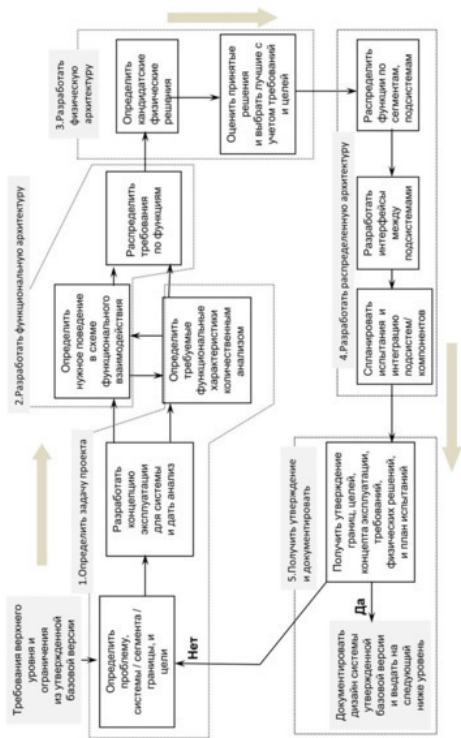 Требования верхнего
уровня и
ограничения
из утвержденной
базовой версии
1.Определить задачу проекта
Определить
проблему,
системы / сегмента /
границы, и
цели
Разработать
концепцию
эксплуатации
для системы
и дать анализ
2.Разработать функциональную архитектуру
Определить
нужное поведение
в схеме
функционального
взаимодействия
Определить
требуемые
функциональные
характеристики
количественным
анализом
Распределить
требования
по функциям
3.Разработать
физическую
архитектуру
Определить
кандидатские
физические
решения
Оценить принятые
решения
и выбрать лучшие с
учетом требований
и целей
4.Разработать распределенную архитектуру
Распределить
функции по
сегментам,
подсистемам
Разработать
интерфейсы
между
подсистемами
Спланировать
испытания и
интеграцию
подсистем/
компонентов
5.Получить утверждение
и документировать
Получить утверждение
границ, целей,
концепта эксплуатации,
требований,
физических решений,
и план испытаний
Нет
Да
Документировать
дизайн системы
утвержденной
базовой версии
и выдать на
следующий
ниже уровень